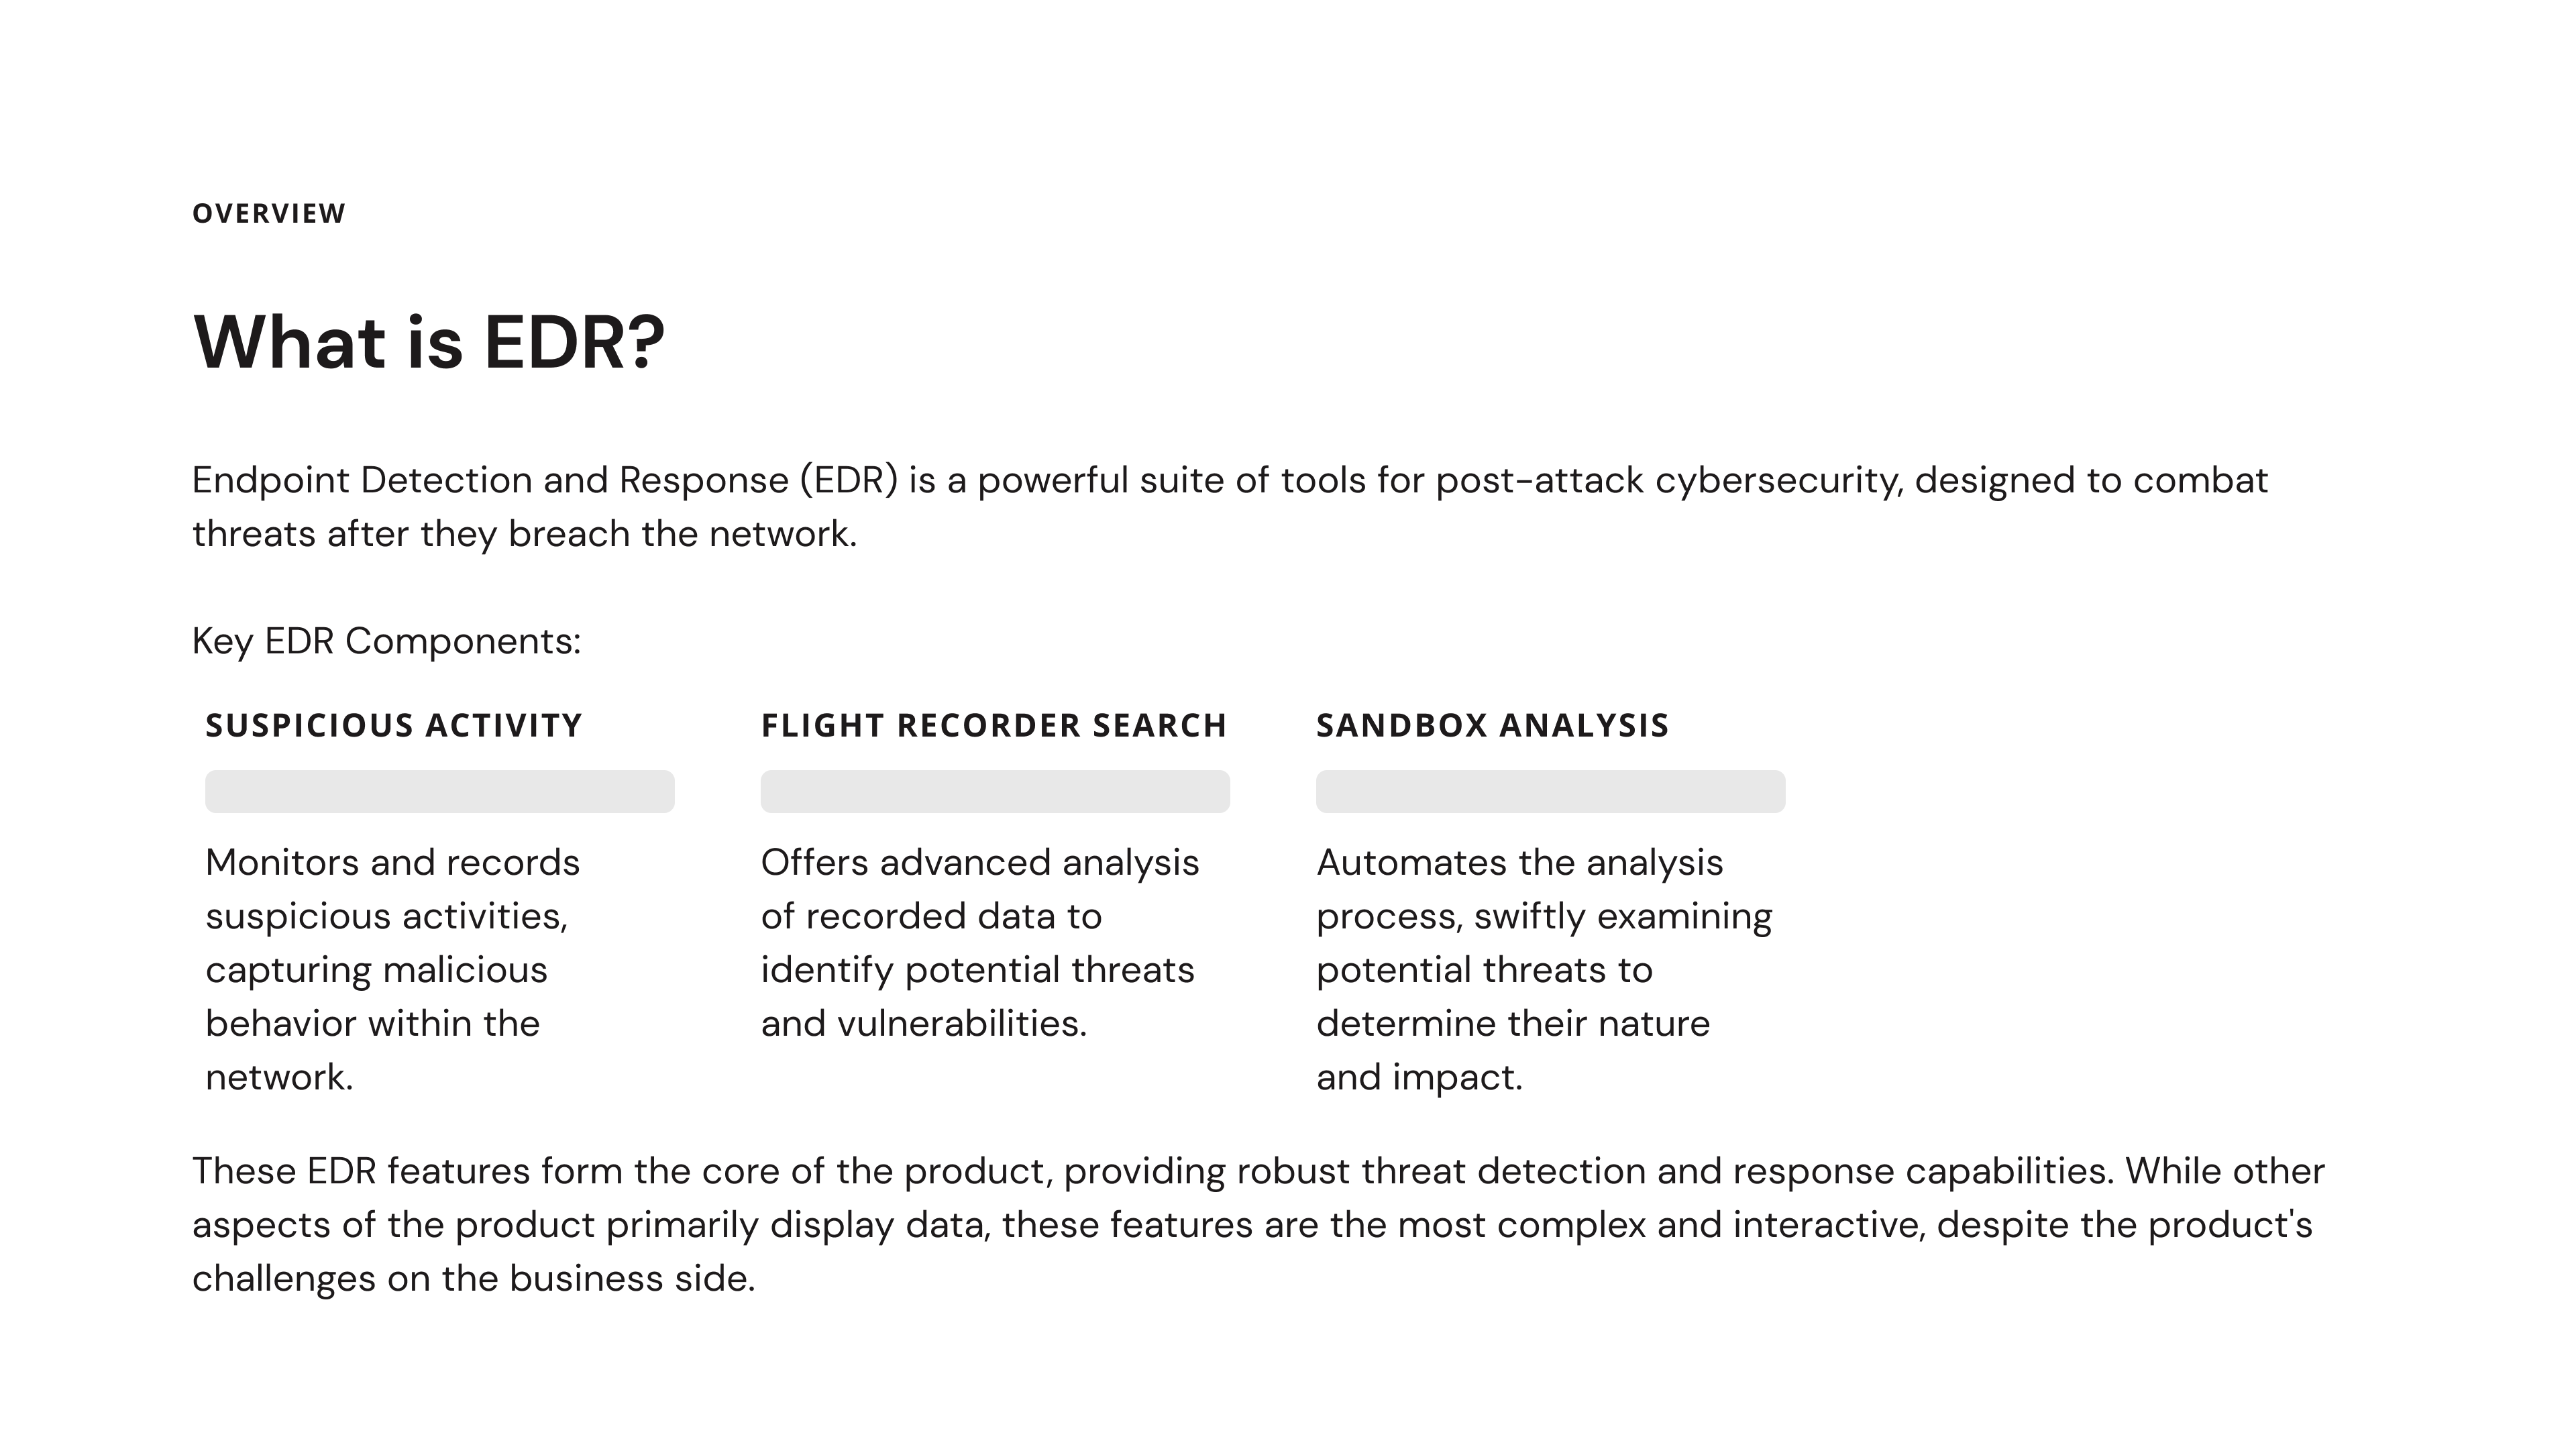 OVERVIEW
What is EDR?
Endpoint Detection and Response (EDR) is a powerful suite of tools for post-attack cybersecurity, designed to combat
threats after they breach the network.
Key EDR Components:
SUSPICIOUS ACTIVITY
Monitors and records
suspicious activities,
capturing malicious
behavior within the
network.
FLIGHT RECORDER SEARCH
Offers advanced analysis
of recorded data to
identify potential threats
and vulnerabilities.
SANDBOX ANALYSIS
Automates the analysis
process, swiftly examining
potential threats to
determine their nature
and impact.
These EDR features form the core of the product, providing robust threat detection and response capabilities. While other
aspects of the product primarily display data, these features are the most complex and interactive, despite the product's
challenges on the business side.